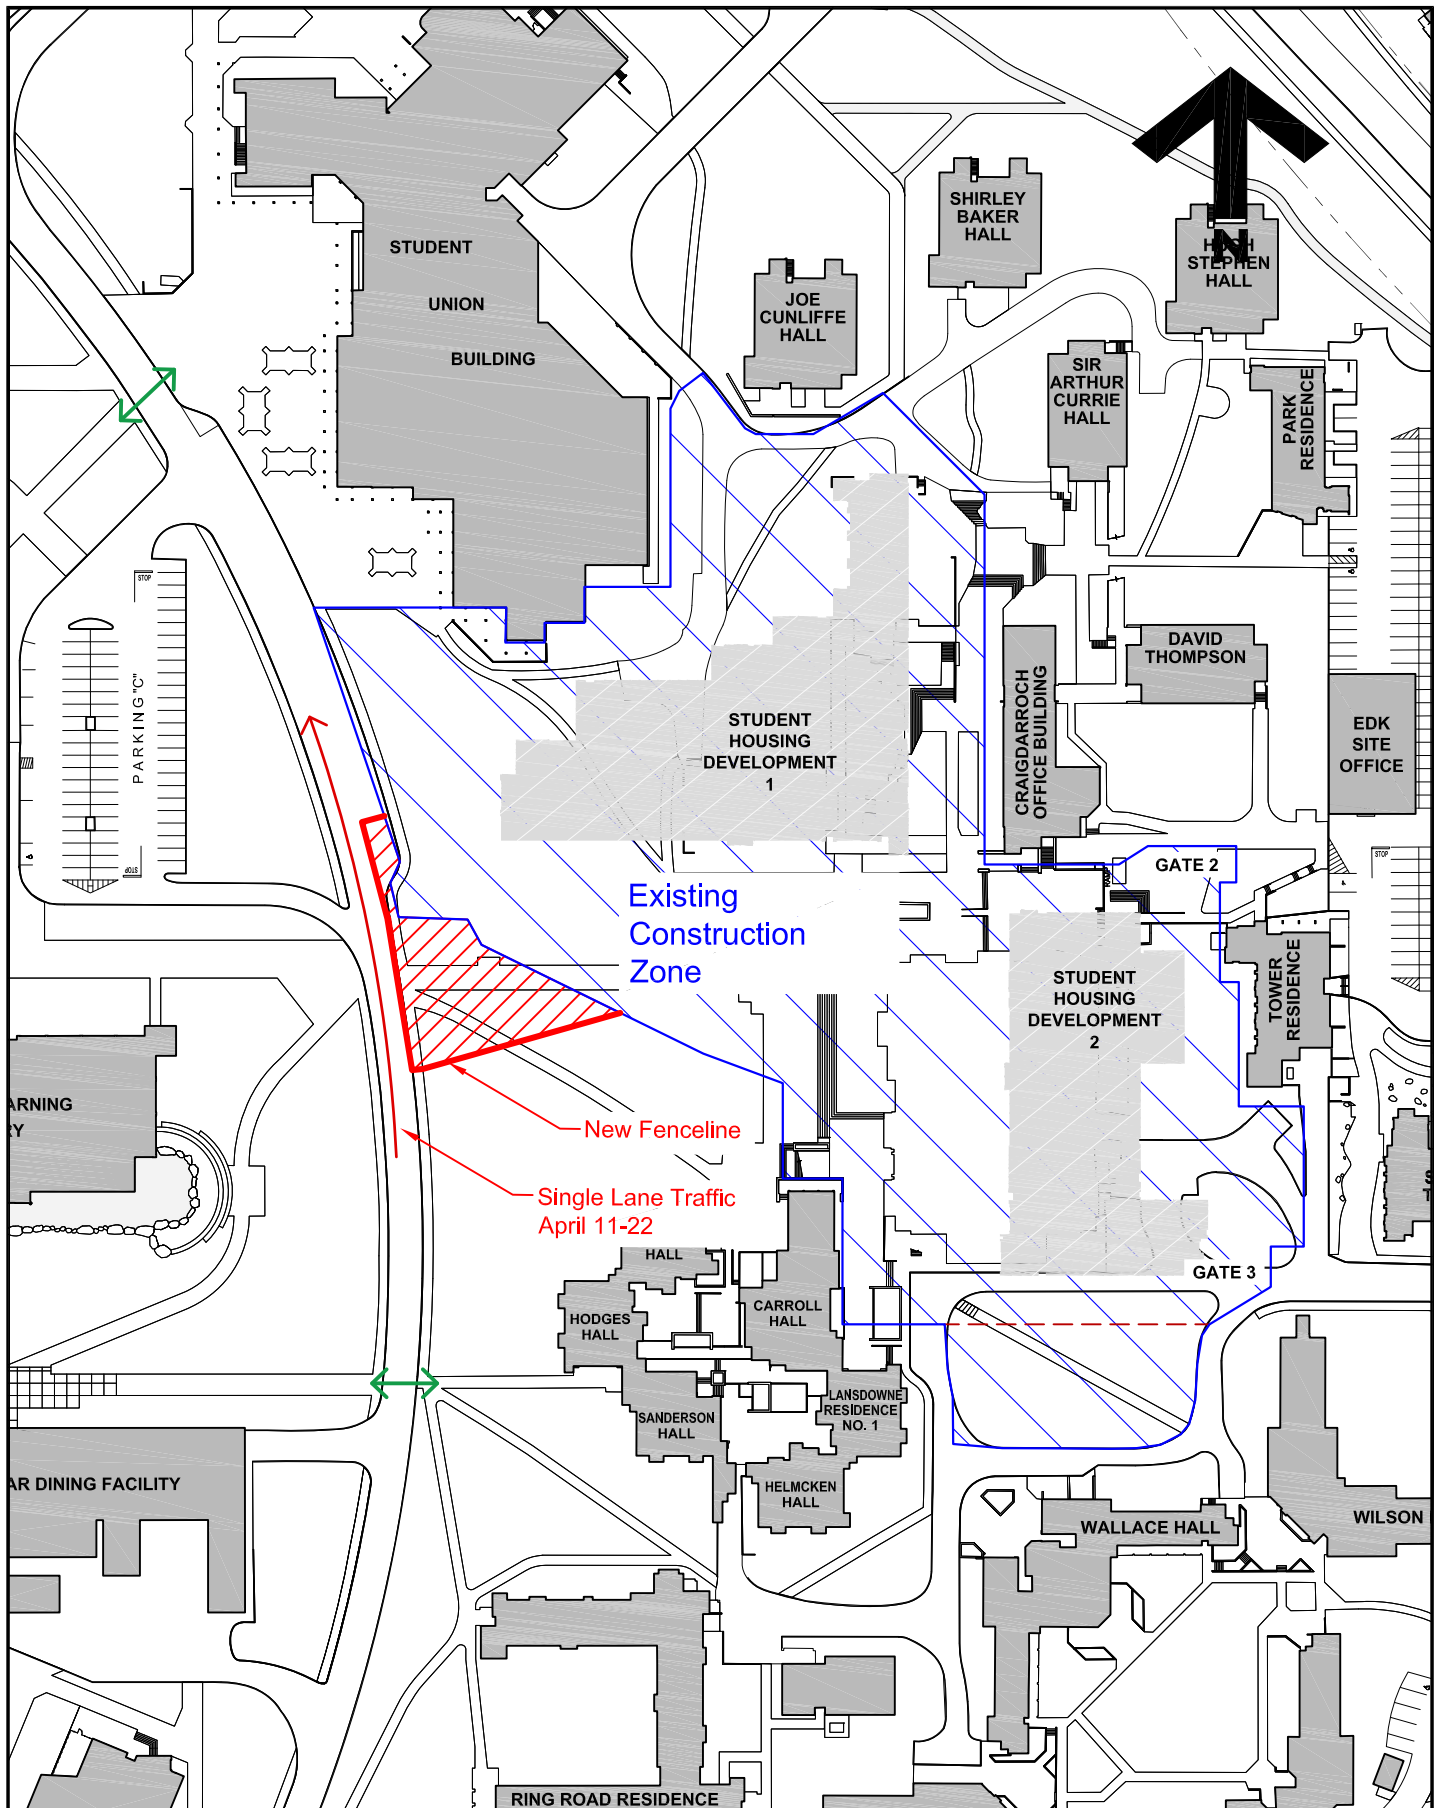 SHIRLEY
BAKER
HALL
N
HUGH
STEPHEN
HALL
STUDENT
UNION
BUILDING
JOE
CUNLIFFE
HALL
SIR
ARTHUR
CURRIE
HALL
PARK
RESIDENCE
STOP
PARKING "C"
STOP
DAVID
THOMPSON
CRAIGDARROCH
OFFICE BUILDING
EDK
SITE
OFFICE
STUDENT
HOUSING
DEVELOPMENT
1
STOP
GATE 2
Existing
Construction
Zone
STUDENT
HOUSING
DEVELOPMENT
2
TOWER
RESIDENCE
ARNING
RY
New Fenceline
Single Lane Traffic
April 11-22
HALL
HODGES
HALL
CARROLL
HALL
GATE 3
SANDERSON
HALL
LANSDOWNE
RESIDENCE
NO. 1
HELMCKEN
HALL
AR DINING FACILITY
WALLACE HALL
WILSON
RING ROAD RESIDENCE